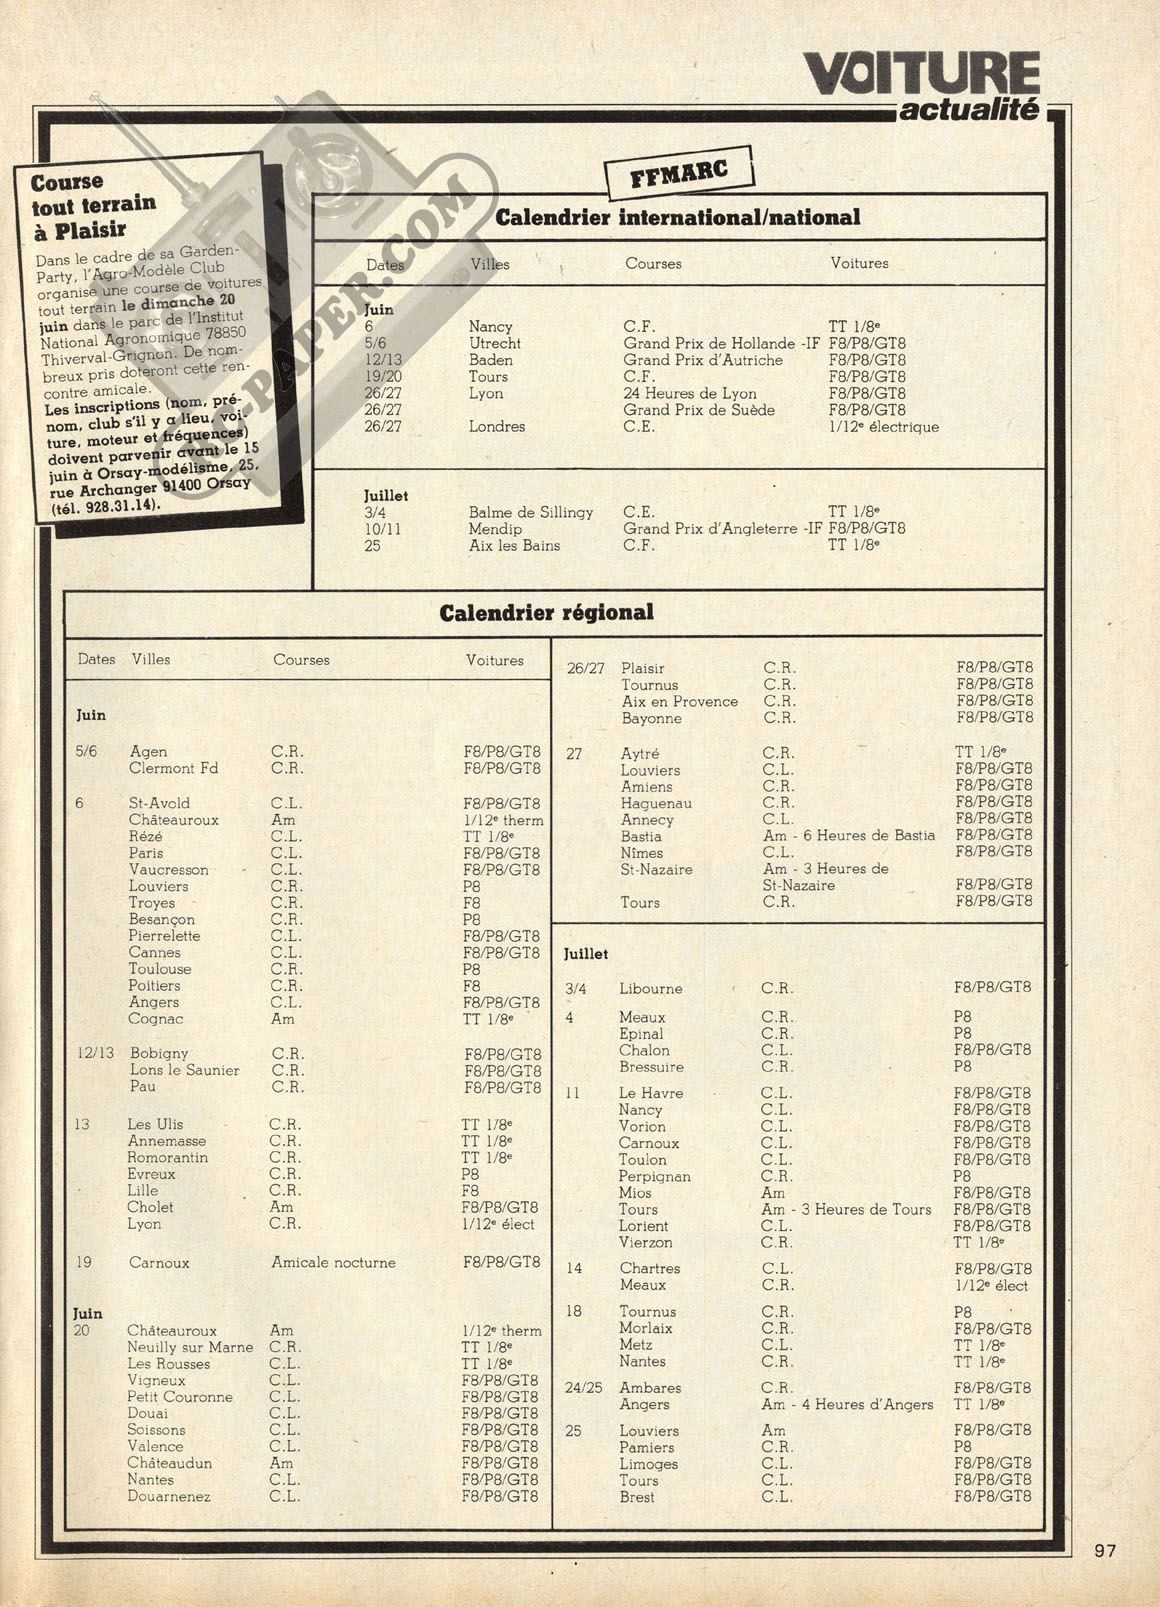 VOITURE
actualité
Course
tout terrain
à Plaisir
Dans le cadre de sa Garden-
Party, l'Agro-Modèle Club
organise une course de voitures
tout terrain le dimanche 20
juin dans le parc de l'Institut
National Agronomique 78850
Thiverval-Grignon. De nom-
breux pris doteront cette ren-
contre amicale.
Les inscriptions (nom, pré-
nom, club s'il y a lieu, voi-
ture, moteur et fréquences)
doivent parvenir avant le 15
juin à Orsay-modélisme, 25,
rue Archanger 91400 Orsay
(tél. 928.31.14).
RC-PAPER.COM
FFMARC
Calendrier international/national
Dates Villes Courses Voitures
Juin
6 Nancy C.F. TT 1/8e
5/6 Utrecht Grand Prix de Hollande -IF F8/P8/GT8
12/13 Baden Grand Prix d'Autriche F8/P8/GT8
19/20 Tours C.F. F8/P8/GT8
26/27 Lyon 24 Heures de Lyon F8/P8/GT8
26/27 Grand Prix de Suède F8/P8/GT8
26/27 Londres C.E. 1/12e électrique
Juillet
3/4 Balme de Sillingy C.E. TT 1/8e
10/11 Mendip Grand Prix d'Angleterre -IF F8/P8/GT8
25 Aix les Bains C.F. TT 1/8e
Calendrier régional
Dates Villes Courses Voitures
Juin
5/6 Agen C.R. F8/P8/GT8
Clermont Fd C.R. F8/P8/GT8
6 St-Avold C.L. F8/P8/GT8
Châteauroux Am 1/12e therm
Rézé C.L. TT 1/8e
Paris C.L. F8/P8/GT8
Vaucresson C.L. F8/P8/GT8
Louviers C.R. P8
Troyes C.R. F8
Besançon C.R. P8
Pierrelette C.L. F8/P8/GT8
Cannes C.L. F8/P8/GT8
Toulouse C.R. P8
Poitiers C.R. F8
Angers C.L. F8/P8/GT8
Cognac Am TT 1/8e
12/13 Bobigny C.R. F8/P8/GT8
Lons le Saunier C.R. F8/P8/GT8
Pau C.R. F8/P8/GT8
13 Les Ulis C.R. TT 1/8e
Annemasse C.R. TT 1/8e
Romorantin C.R. TT 1/8e
Evreux C.R. P8
Lille C.R. F8
Cholet Am F8/P8/GT8
Lyon C.R. 1/12e élect
19 Carnoux Amicale nocturne F8/P8/GT8
Juin
20 Châteauroux Am 1/12e therm
Neuilly sur Marne C.R. TT 1/8e
Les Rousses C.L. TT 1/8e
Vigneux C.L. F8/P8/GT8
Petit Couronne C.L. F8/P8/GT8
Douai C.L. F8/P8/GT8
Soissons C.L. F8/P8/GT8
Valence C.L. F8/P8/GT8
Châteaudun Am F8/P8/GT8
Nantes C.L. F8/P8/GT8
Douarnenez C.L. F8/P8/GT8
26/27 Plaisir C.R. F8/P8/GT8
Tournus C.R. F8/P8/GT8
Aix en Provence C.R. F8/P8/GT8
Bayonne C.R. F8/P8/GT8
27 Aytré C.R. TT 1/8e
Louviers C.L. F8/P8/GT8
Amiens C.R. F8/P8/GT8
Haguenau C.R. F8/P8/GT8
Annecy C.L. F8/P8/GT8
Bastia Am - 6 Heures de Bastia F8/P8/GT8
Nîmes C.L. F8/P8/GT8
St-Nazaire Am - 3 Heures de
St-Nazaire F8/P8/GT8
Tours C.R. F8/P8/GT8
Juillet
3/4 Libourne C.R. F8/P8/GT8
4 Meaux C.R. P8
Epinal C.R. P8
Chalon C.L. F8/P8/GT8
Bressuire C.R. P8
11 Le Havre C.L. F8/P8/GT8
Nancy C.L. F8/P8/GT8
Vorion C.L. F8/P8/GT8
Carnoux C.L. F8/P8/GT8
Toulon C.L. F8/P8/GT8
Perpignan C.R. P8
Mios Am F8/P8/GT8
Tours Am - 3 Heures de Tours F8/P8/GT8
Lorient C.L. F8/P8/GT8
Vierzon C.R. TT 1/8e
14 Chartres C.L. F8/P8/GT8
Meaux C.R. 1/12e élect
18 Tournus C.R. P8
Morlaix C.R. F8/P8/GT8
Metz C.L. TT 1/8e
Nantes C.R. TT 1/8e
24/25 Ambares C.R. F8/P8/GT8
Angers Am - 4 Heures d'Angers TT 1/8e
25 Louviers Am F8/P8/GT8
Pamiers C.R. P8
Limoges C.L. F8/P8/GT8
Tours C.L. F8/P8/GT8
Brest C.L. F8/P8/GT8
97